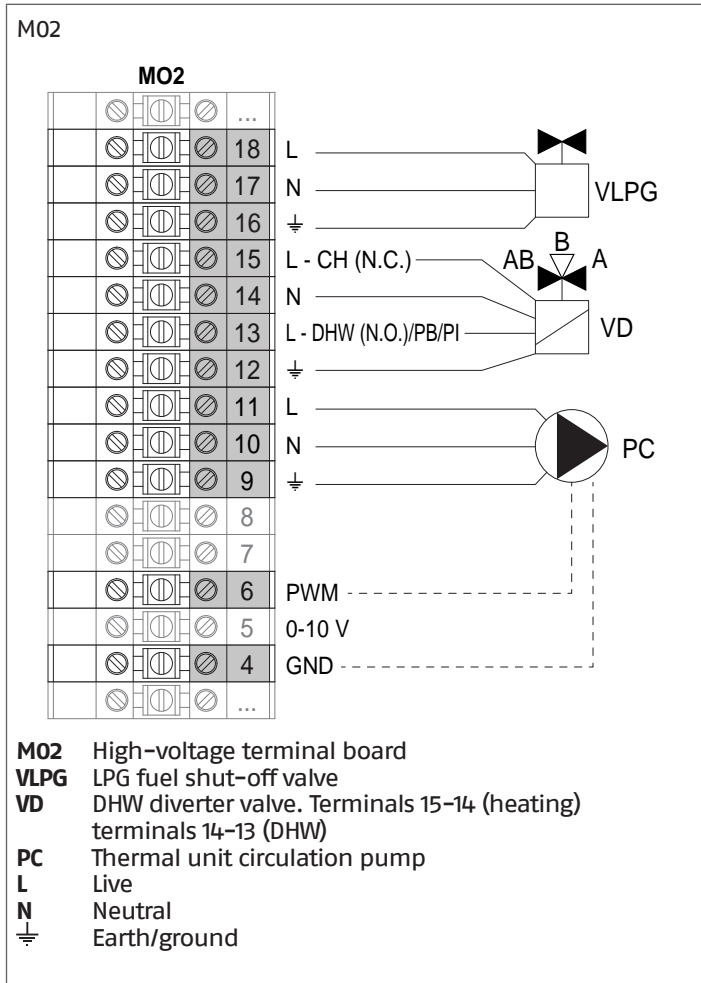 M02
MO2
...
18 L
17 N VLPG
16 ⏚
B
15 L - CH (N.C.) AB A
14 N
13 L - DHW (N.O.)/PB/PI VD
12 ⏚
11 L
10 N PC
9 ⏚
8
7
6 PWM
5 0-10 V
4 GND
...
M02 High-voltage terminal board
VLPG LPG fuel shut-off valve
VD DHW diverter valve. Terminals 15-14 (heating)
terminals 14-13 (DHW)
PC Thermal unit circulation pump
L Live
N Neutral
⏚ Earth/ground